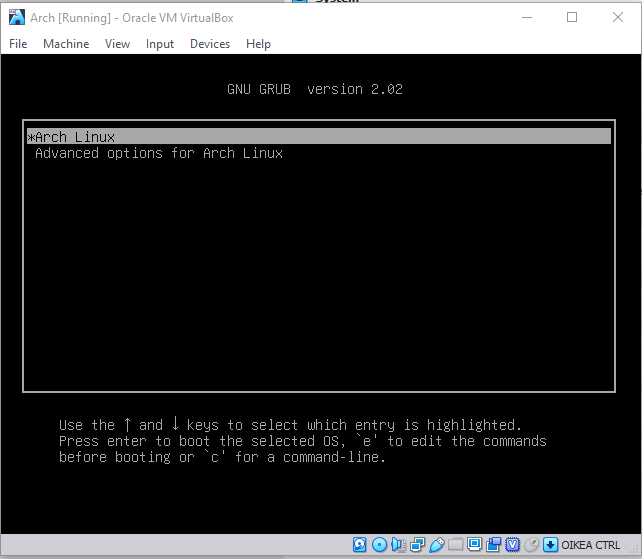 System
Arch [Running] - Oracle VM VirtualBox
File Machine View Input Devices Help
GNU GRUB version 2.02
*Arch Linux
Advanced options for Arch Linux
Use the ↑ and ↓ keys to select which entry is highlighted.
Press enter to boot the selected OS, `e' to edit the commands
before booting or `c' for a command-line.
OIKEA CTRL